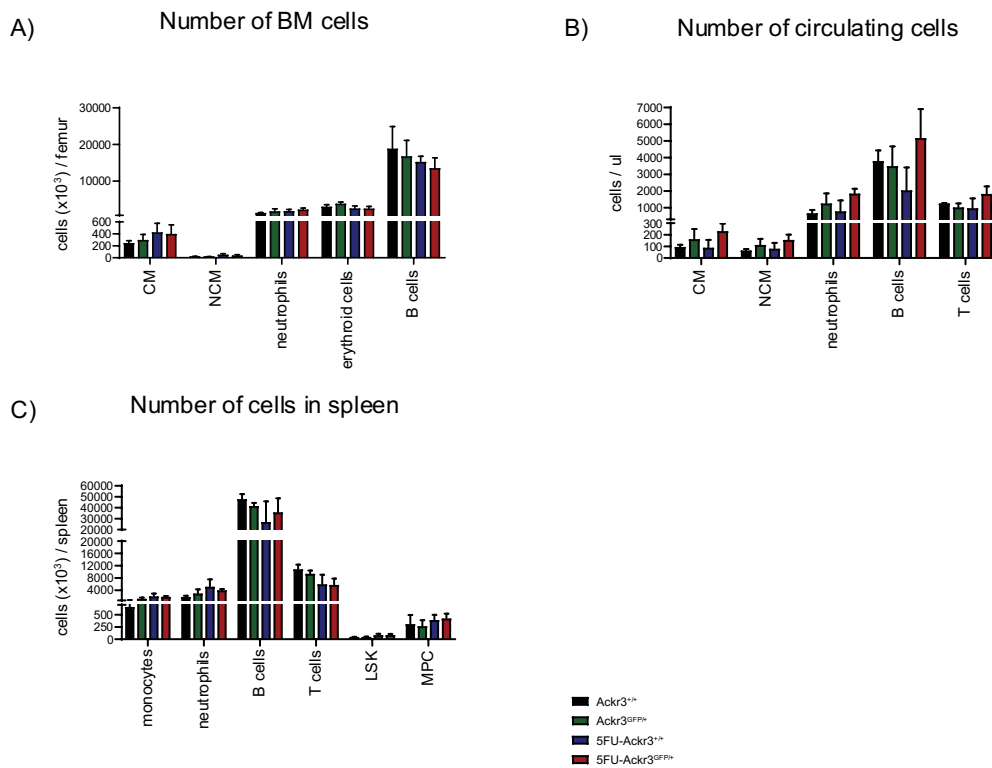 A)
Number of BM cells
cells (x10³) / femur
30000
20000
10000
600
400
200
0
CM
NCM
neutrophils
erythroid cells
B cells
B)
Number of circulating cells
cells / ul
7000
6000
5000
4000
3000
2000
1000
300
200
100
0
CM
NCM
neutrophils
B cells
T cells
C)
Number of cells in spleen
cells (x10³) / spleen
60000
50000
40000
30000
20000
20000
16000
12000
8000
4000
500
250
0
monocytes
neutrophils
B cells
T cells
LSK
MPC
Ackr3⁺/⁺
Ackr3ᴳᶠᴾ/⁺
5FU-Ackr3⁺/⁺
5FU-Ackr3ᴳᶠᴾ/⁺